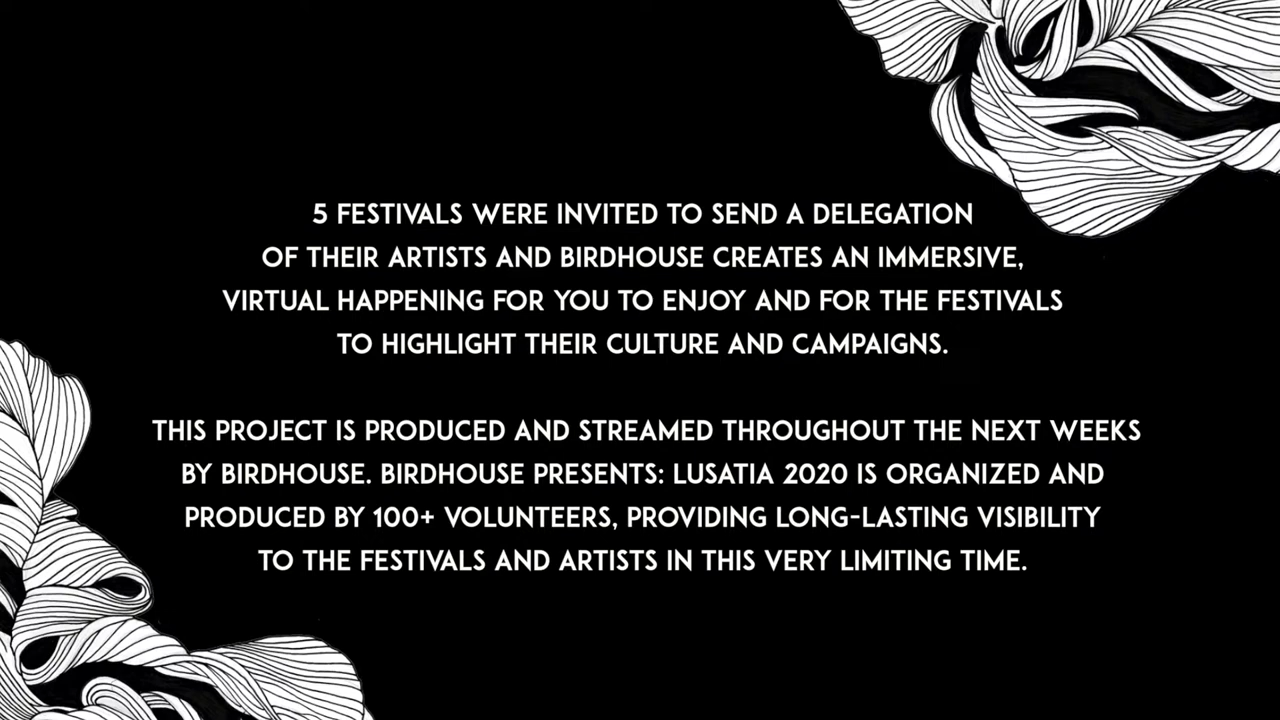 5 FESTIVALS WERE INVITED TO SEND A DELEGATION
OF THEIR ARTISTS AND BIRDHOUSE CREATES AN IMMERSIVE,
VIRTUAL HAPPENING FOR YOU TO ENJOY AND FOR THE FESTIVALS
TO HIGHLIGHT THEIR CULTURE AND CAMPAIGNS.
THIS PROJECT IS PRODUCED AND STREAMED THROUGHOUT THE NEXT WEEKS
BY BIRDHOUSE. BIRDHOUSE PRESENTS: LUSATIA 2020 IS ORGANIZED AND
PRODUCED BY 100+ VOLUNTEERS, PROVIDING LONG-LASTING VISIBILITY
TO THE FESTIVALS AND ARTISTS IN THIS VERY LIMITING TIME.